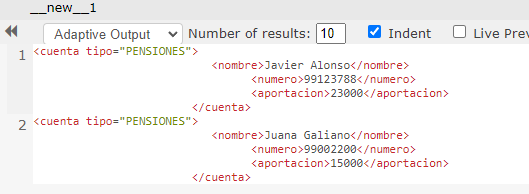 __new__1
Adaptive Output Number of results: 10 Indent Live Prev
1 <cuenta tipo="PENSIONES">
<nombre>Javier Alonso</nombre>
<numero>99123788</numero>
<aportacion>23000</aportacion>
</cuenta>
2 <cuenta tipo="PENSIONES">
<nombre>Juana Galiano</nombre>
<numero>99002200</numero>
<aportacion>15000</aportacion>
</cuenta>